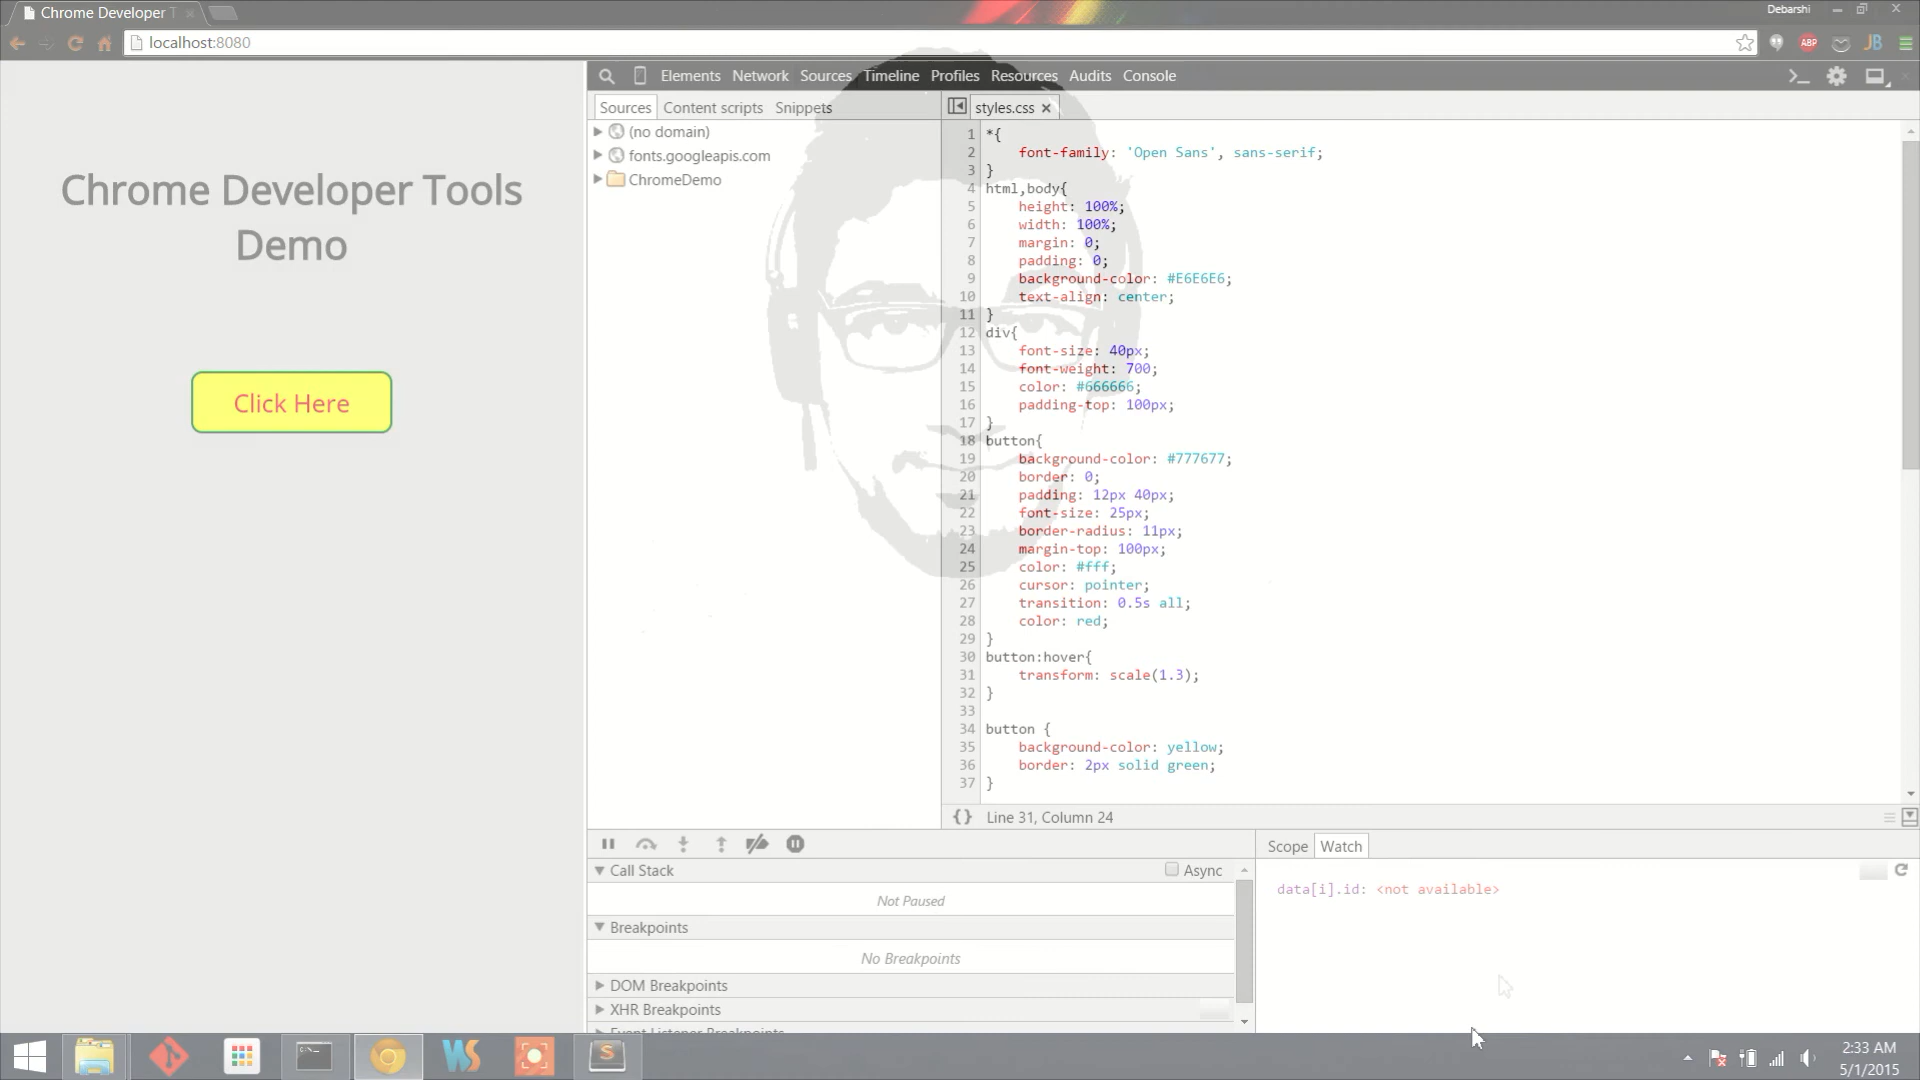 Chrome Developer T
Debarshi
localhost:8080
ABP
JB
Elements Network Sources Timeline Profiles Resources Audits Console
Sources Content scripts Snippets
styles.css
(no domain)
fonts.googleapis.com
ChromeDemo
Chrome Developer Tools
Demo
Click Here
1 *{
2 font-family: 'Open Sans', sans-serif;
3 }
4 html,body{
5 height: 100%;
6 width: 100%;
7 margin: 0;
8 padding: 0;
9 background-color: #E6E6E6;
10 text-align: center;
11 }
12 div{
13 font-size: 40px;
14 font-weight: 700;
15 color: #666666;
16 padding-top: 100px;
17 }
18 button{
19 background-color: #777677;
20 border: 0;
21 padding: 12px 40px;
22 font-size: 25px;
23 border-radius: 11px;
24 margin-top: 100px;
25 color: #fff;
26 cursor: pointer;
27 transition: 0.5s all;
28 color: red;
29 }
30 button:hover{
31 transform: scale(1.3);
32 }
33
34 button {
35 background-color: yellow;
36 border: 2px solid green;
37 }
{} Line 31, Column 24
Call Stack
Async
Not Paused
Breakpoints
No Breakpoints
DOM Breakpoints
XHR Breakpoints
Event Listener Breakpoints
Scope Watch
data[i].id: <not available>
WS
S
2:33 AM
5/1/2015